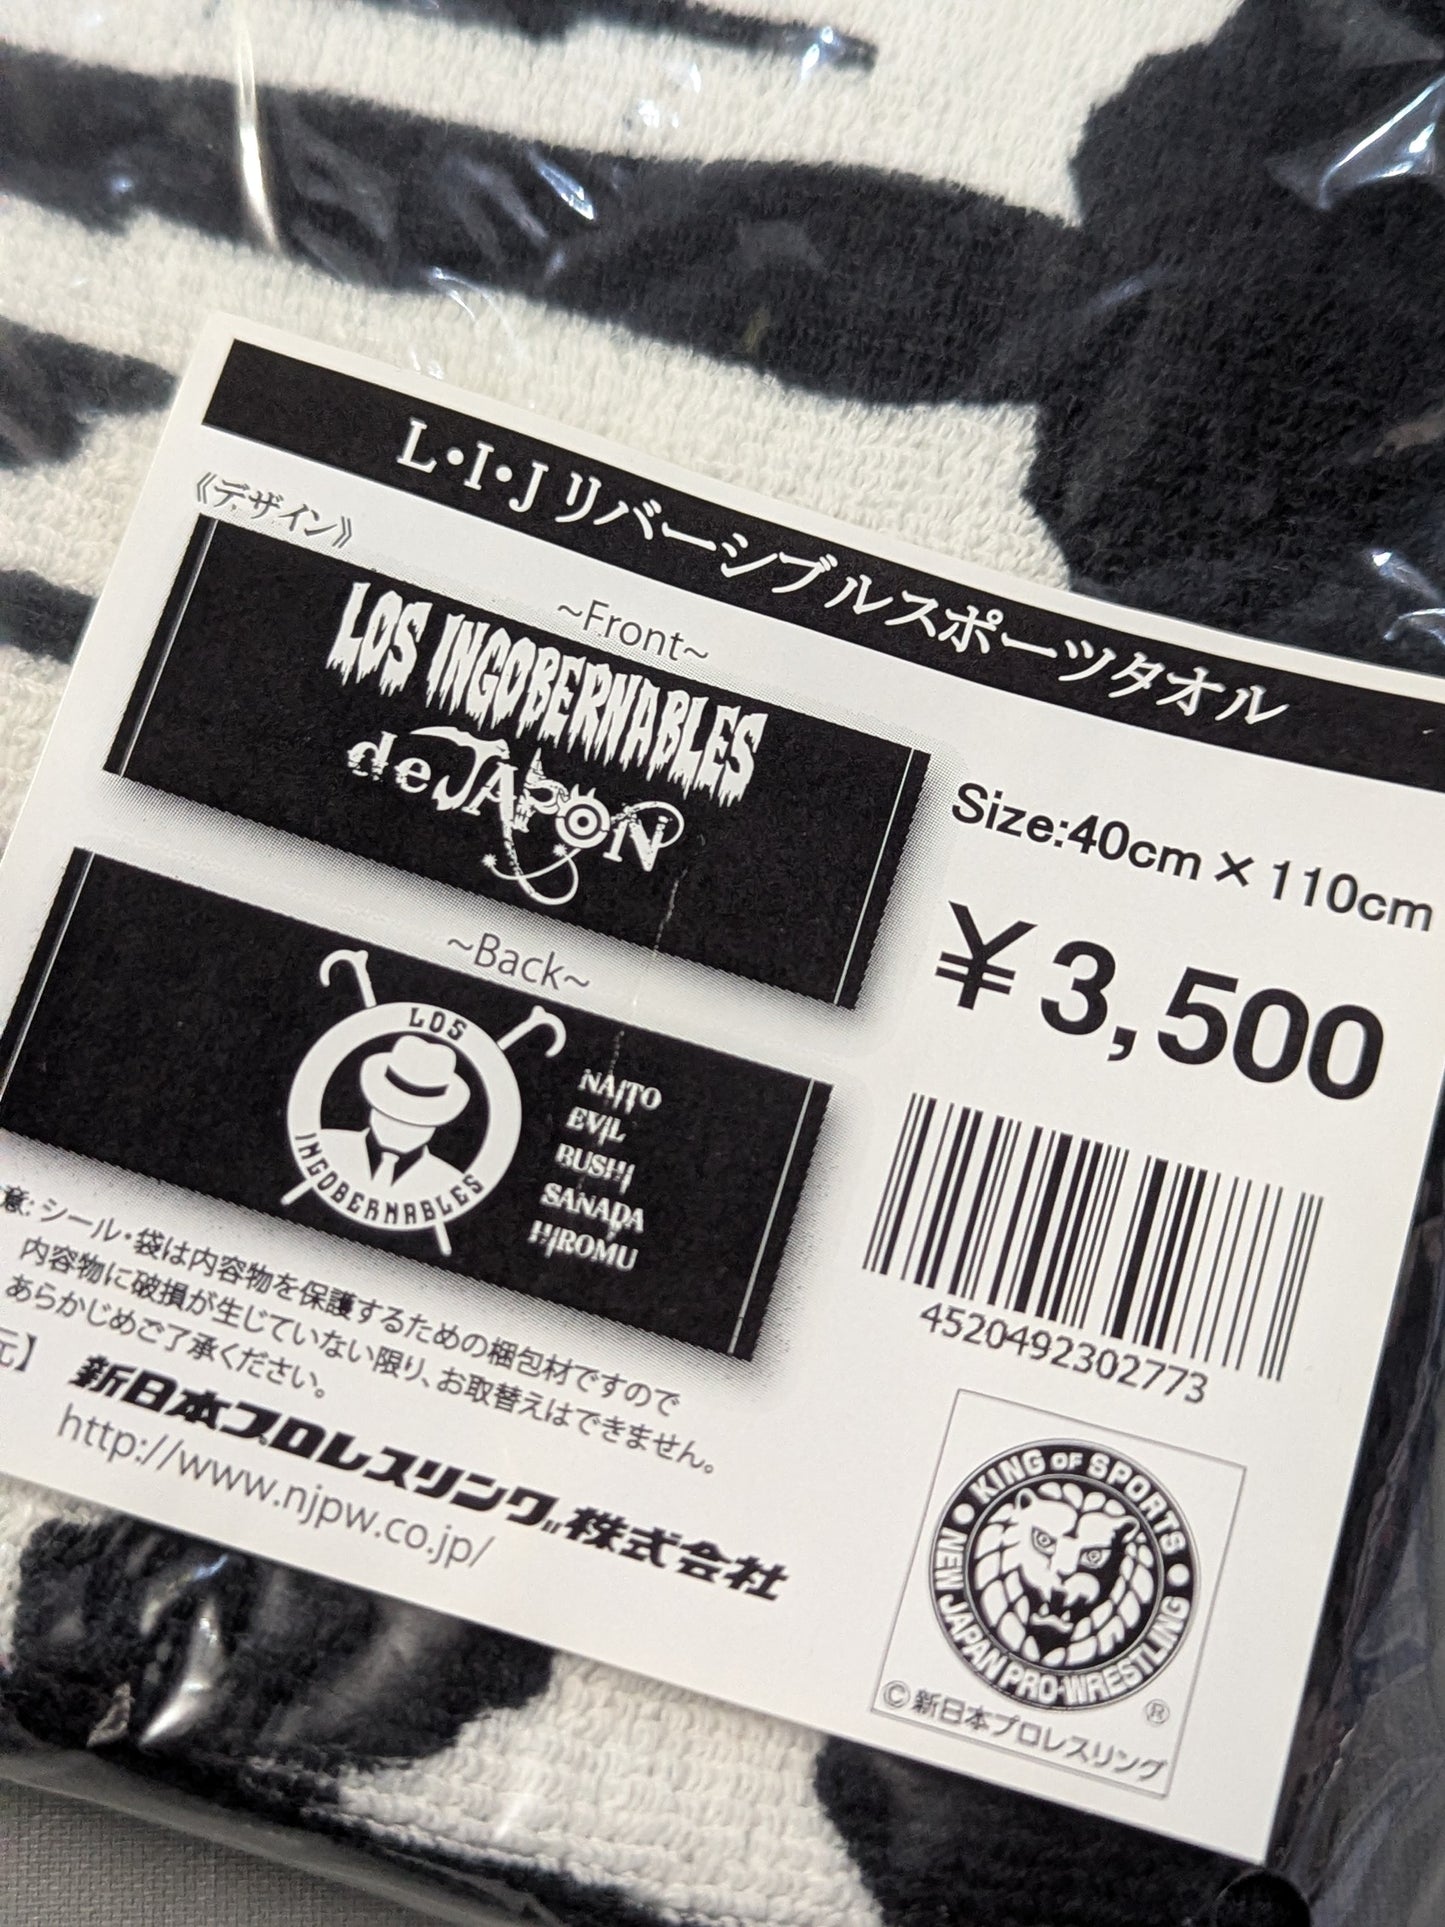 L・I・J リバーシブルスポーツタオル
《デザイン》
~Front~
LOS INGOBERNABLES
de JAPON
~Back~
LOS
INGOBERNABLES
NAITO
EVIL
BUSHI
SANADA
HIROMU
Size:40cm×110cm
¥3,500
4520492302773
意: シール・袋は内容物を保護するための梱包材ですので
内容物に破損が生じていない限り、お取替えはできません。
あらかじめご了承ください。
元】
新日本プロレスリング株式会社
http://www.njpw.co.jp/
KING OF SPORTS
NEW JAPAN PRO-WRESTLING
®
©新日本プロレスリング